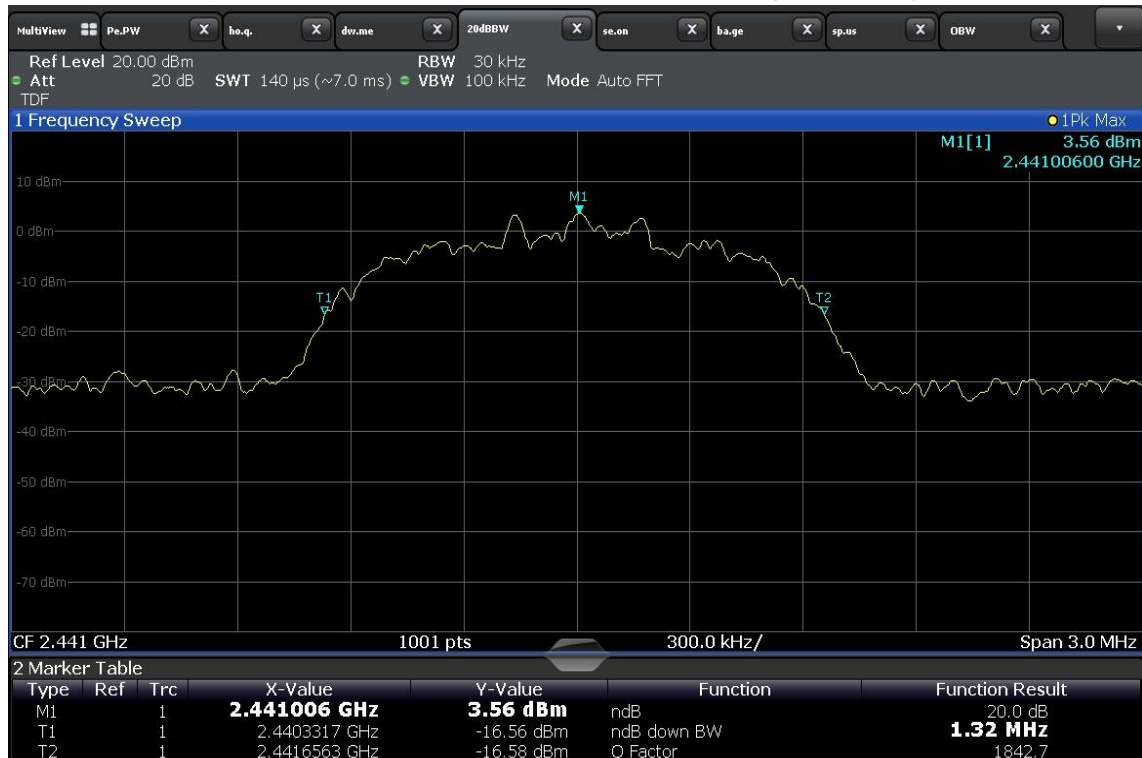 MultiView Pe.PW X ho.q. X dw.me X 20dBBW X se.on X ba.ge X sp.us X OBW X
Ref Level 20.00 dBm RBW 30 kHz
Att 20 dB SWT 140 µs (~7.0 ms) VBW 100 kHz Mode Auto FFT
TDF
1 Frequency Sweep 1Pk Max
M1[1] 3.56 dBm
2.44100600 GHz
10 dBm
M1
0 dBm
-10 dBm
T1 T2
-20 dBm
-30 dBm
-40 dBm
-50 dBm
-60 dBm
-70 dBm
CF 2.441 GHz 1001 pts 300.0 kHz/ Span 3.0 MHz
2 Marker Table
Type Ref Trc X-Value Y-Value Function Function Result
M1 1 2.441006 GHz 3.56 dBm ndB 20.0 dB
T1 1 2.4403317 GHz -16.56 dBm ndB down BW 1.32 MHz
T2 1 2.4416563 GHz -16.58 dBm Q Factor 1842.7